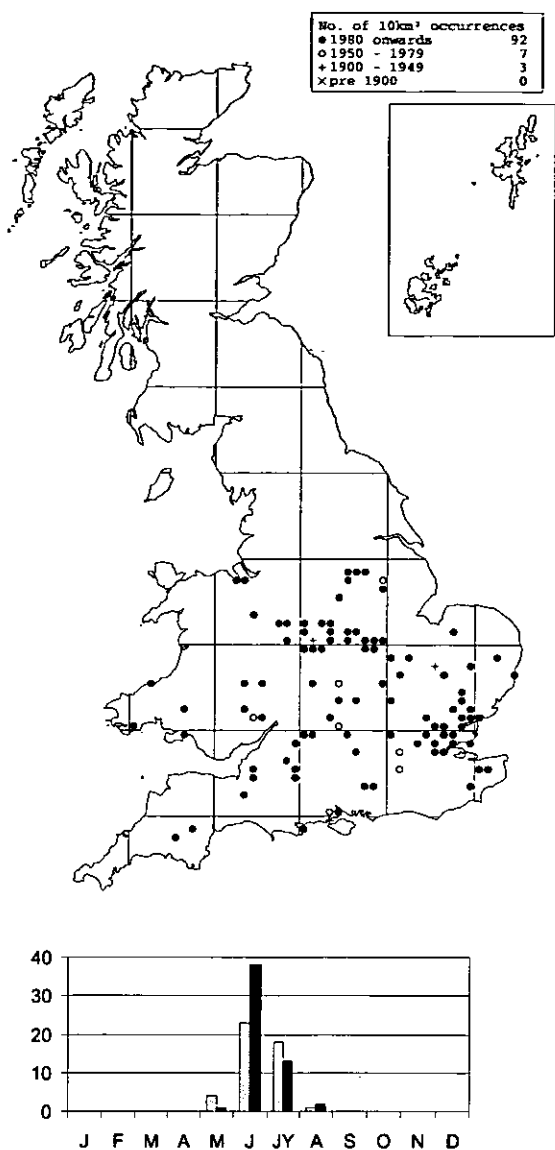 No. of 10km² occurrences
● 1980 onwards 92
○ 1950 - 1979 7
+ 1900 - 1949 3
× pre 1900 0
40
30
20
10
0
J F M A M J JY A S O N D